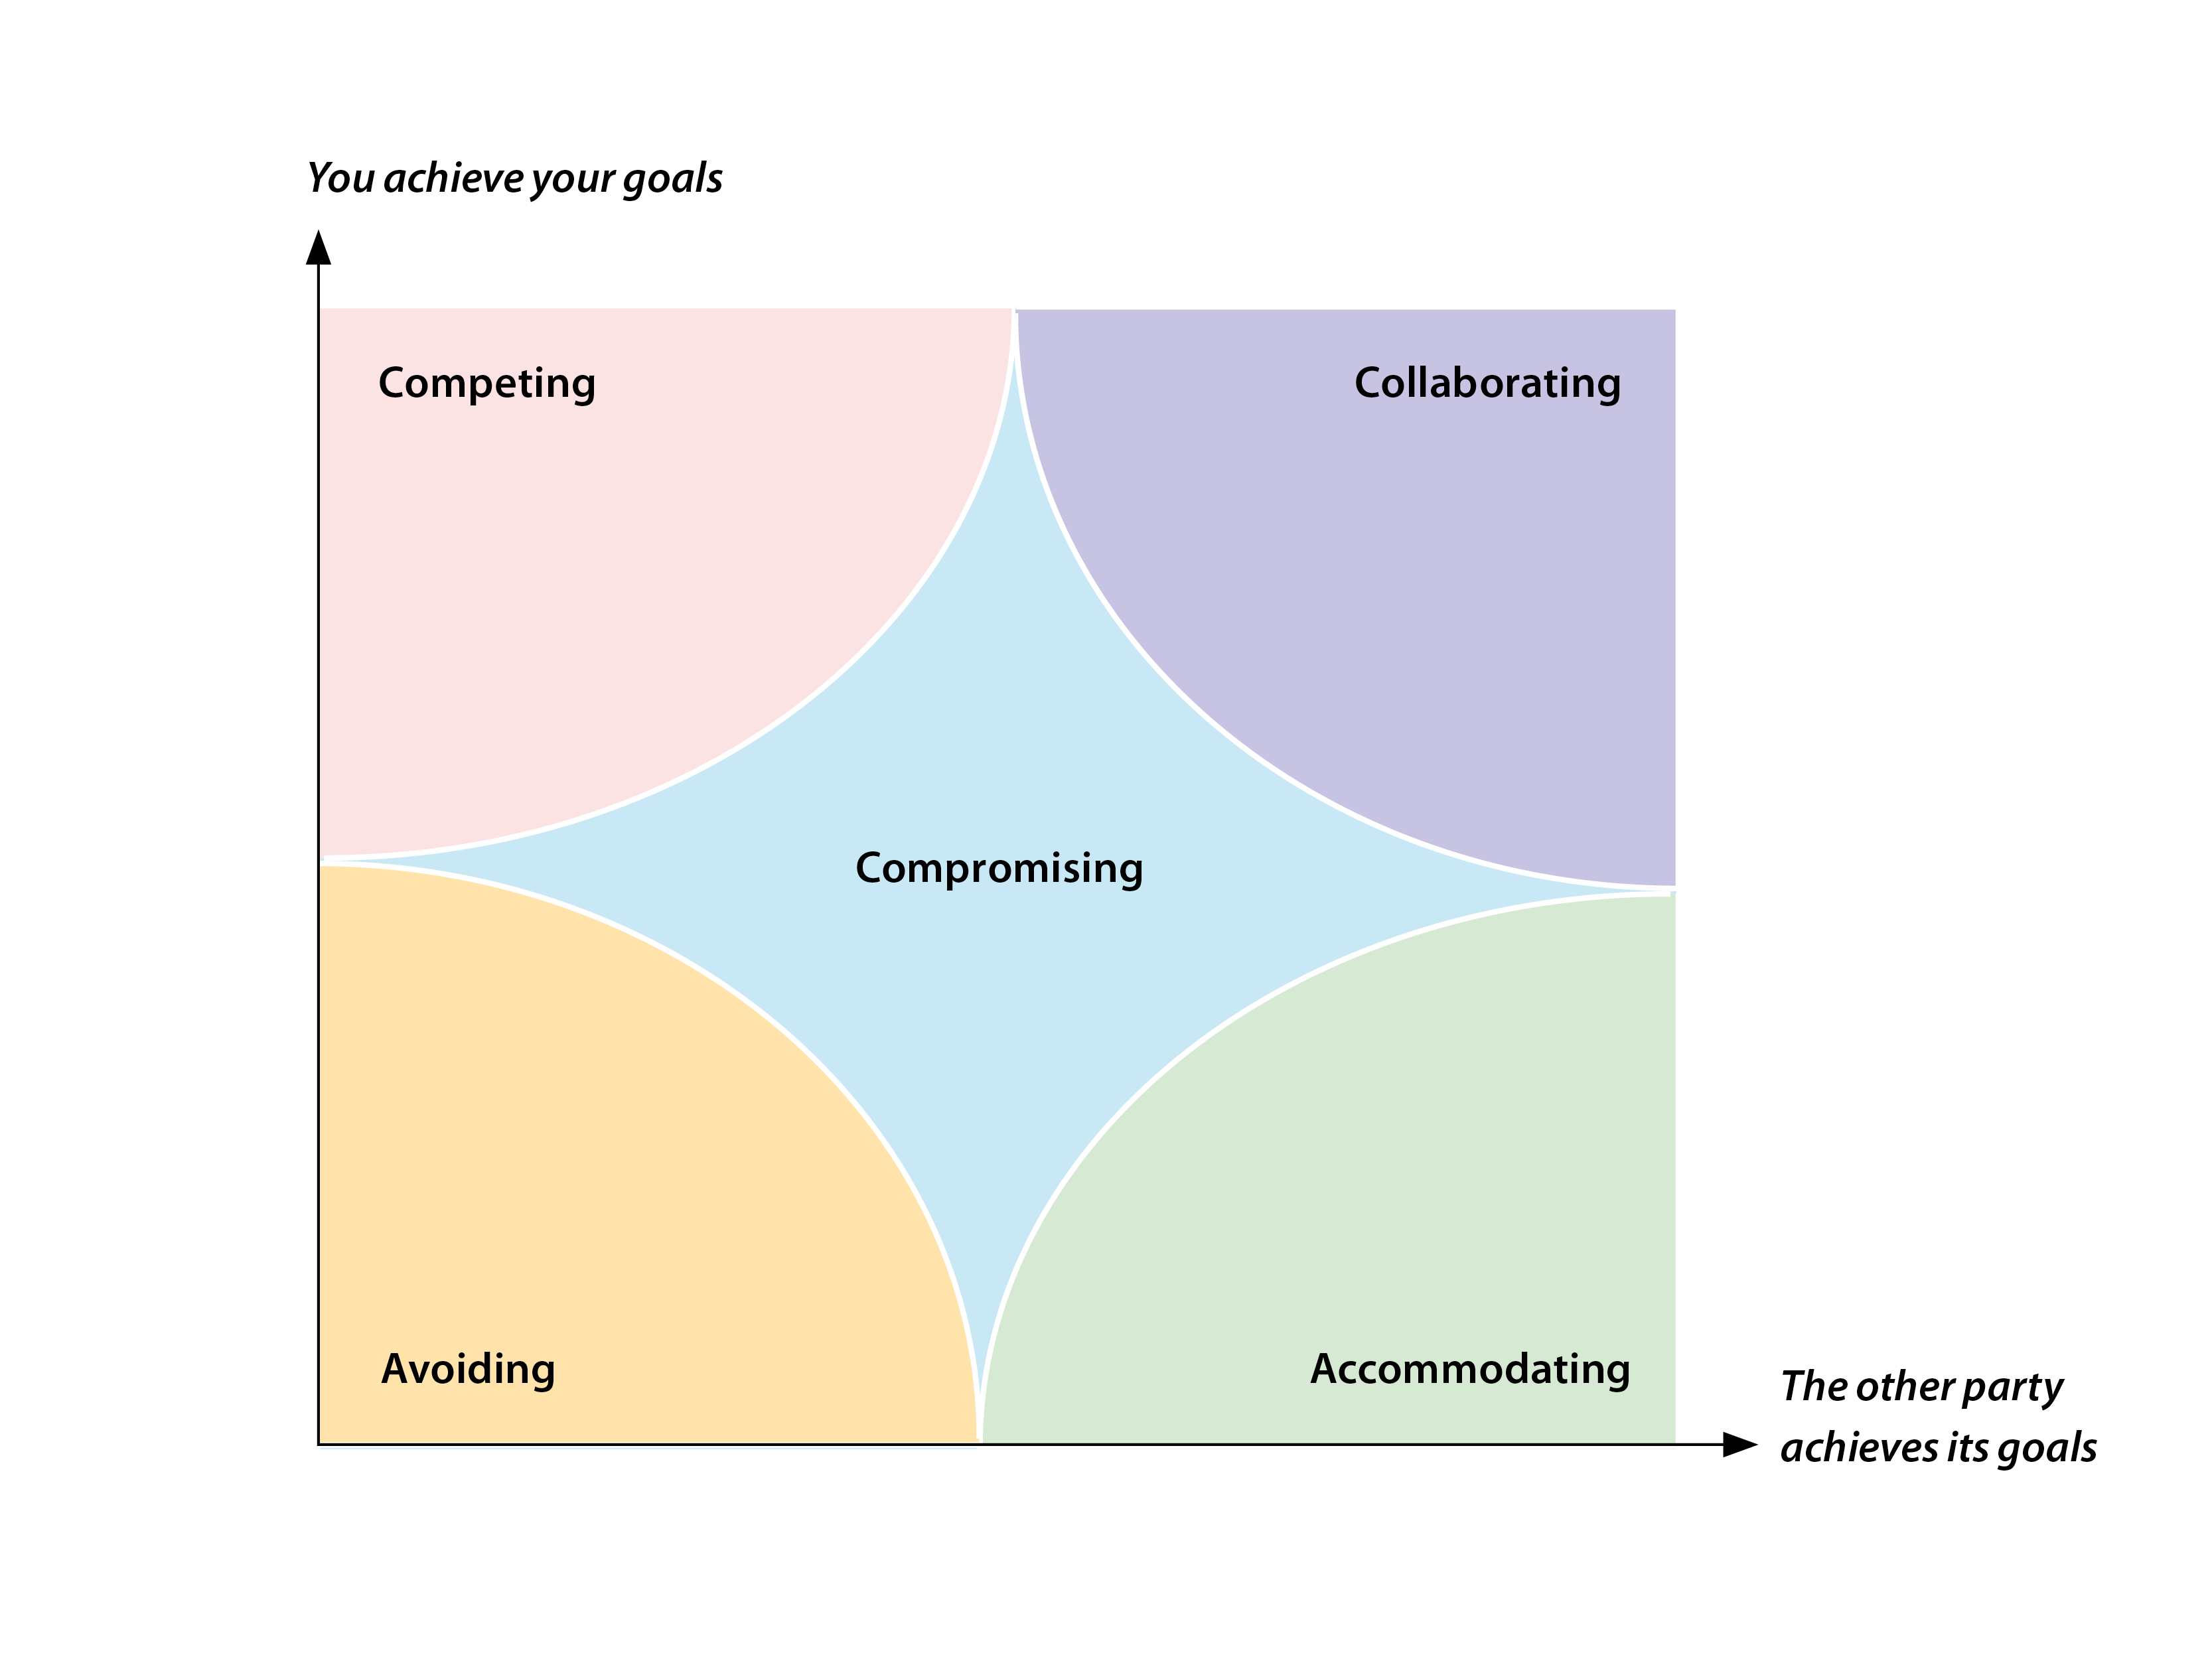 You achieve your goals
Competing
Collaborating
Compromising
Avoiding
Accommodating
The other party
achieves its goals